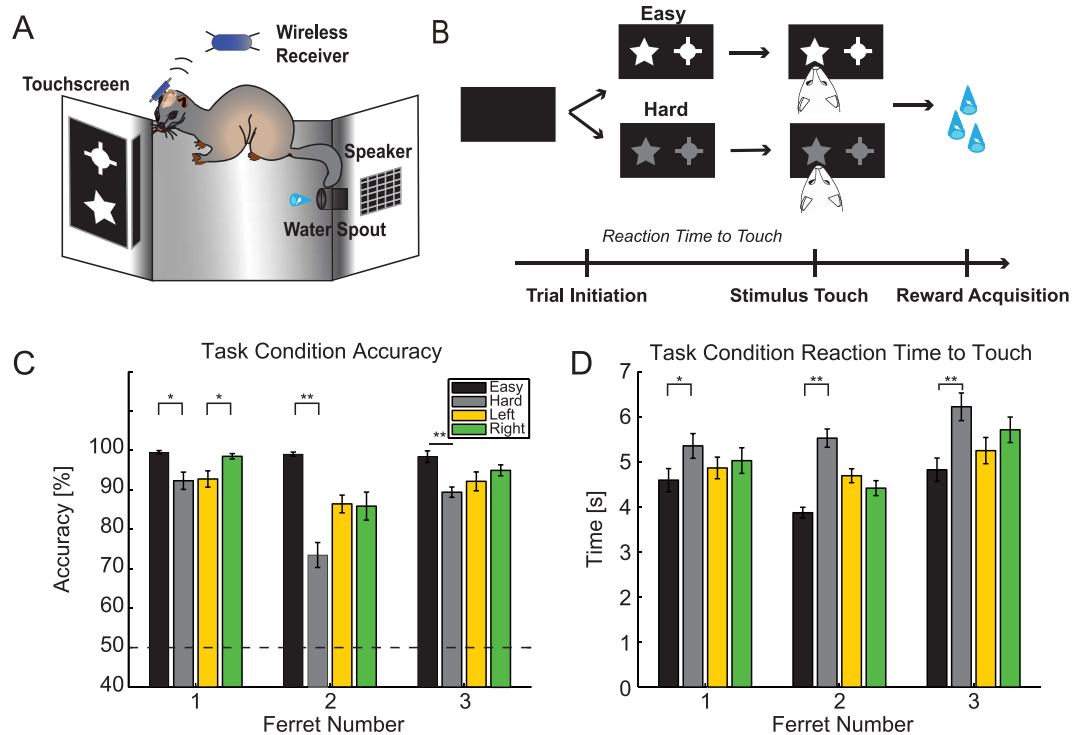 A
Wireless
Receiver
Touchscreen
Speaker
Water Spout
B
Easy
Hard
Reaction Time to Touch
Trial Initiation
Stimulus Touch
Reward Acquisition
C
Task Condition Accuracy
Easy
Hard
Left
Right
* * ** **
100
90
80
70
60
50
40
Accuracy [%]
1 2 3
Ferret Number
D
Task Condition Reaction Time to Touch
* ** **
7
6
5
4
3
2
1
0
Time [s]
1 2 3
Ferret Number